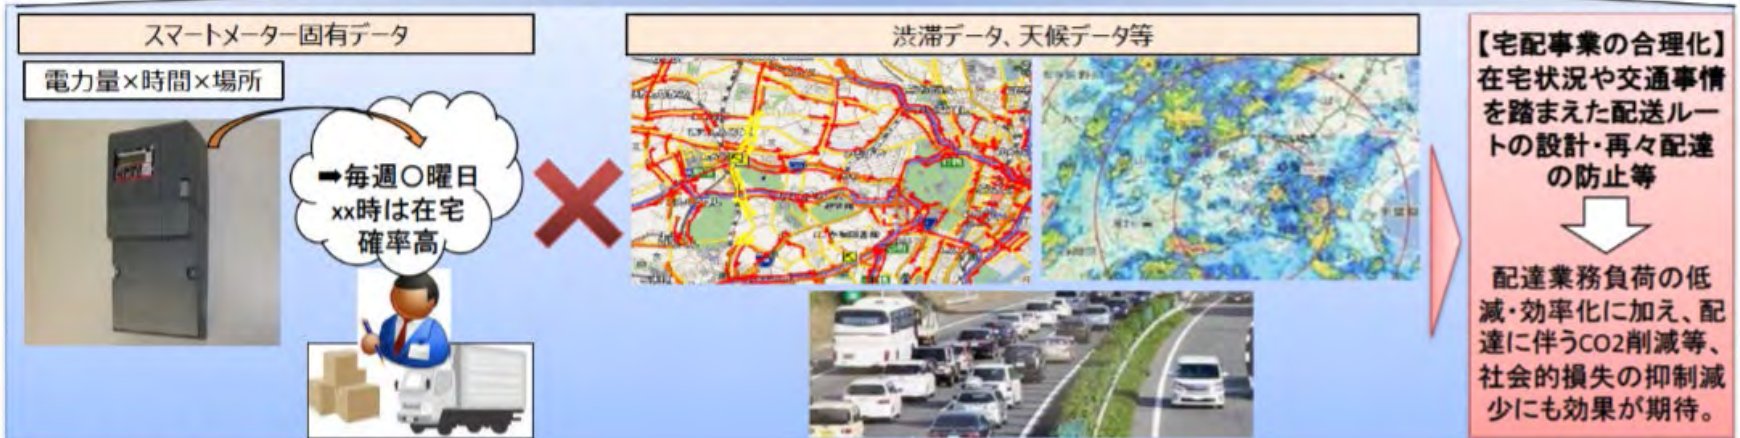 スマートメーター固有データ
電力量×時間×場所
➡毎週〇曜日
xx時は在宅
確率高
渋滞データ、天候データ等
【宅配事業の合理化】
在宅状況や交通事情
を踏まえた配送ルー
トの設計・再々配達
の防止等
配達業務負荷の低
減・効率化に加え、配
達に伴うCO2削減等、
社会的損失の抑制減
少にも効果が期待。